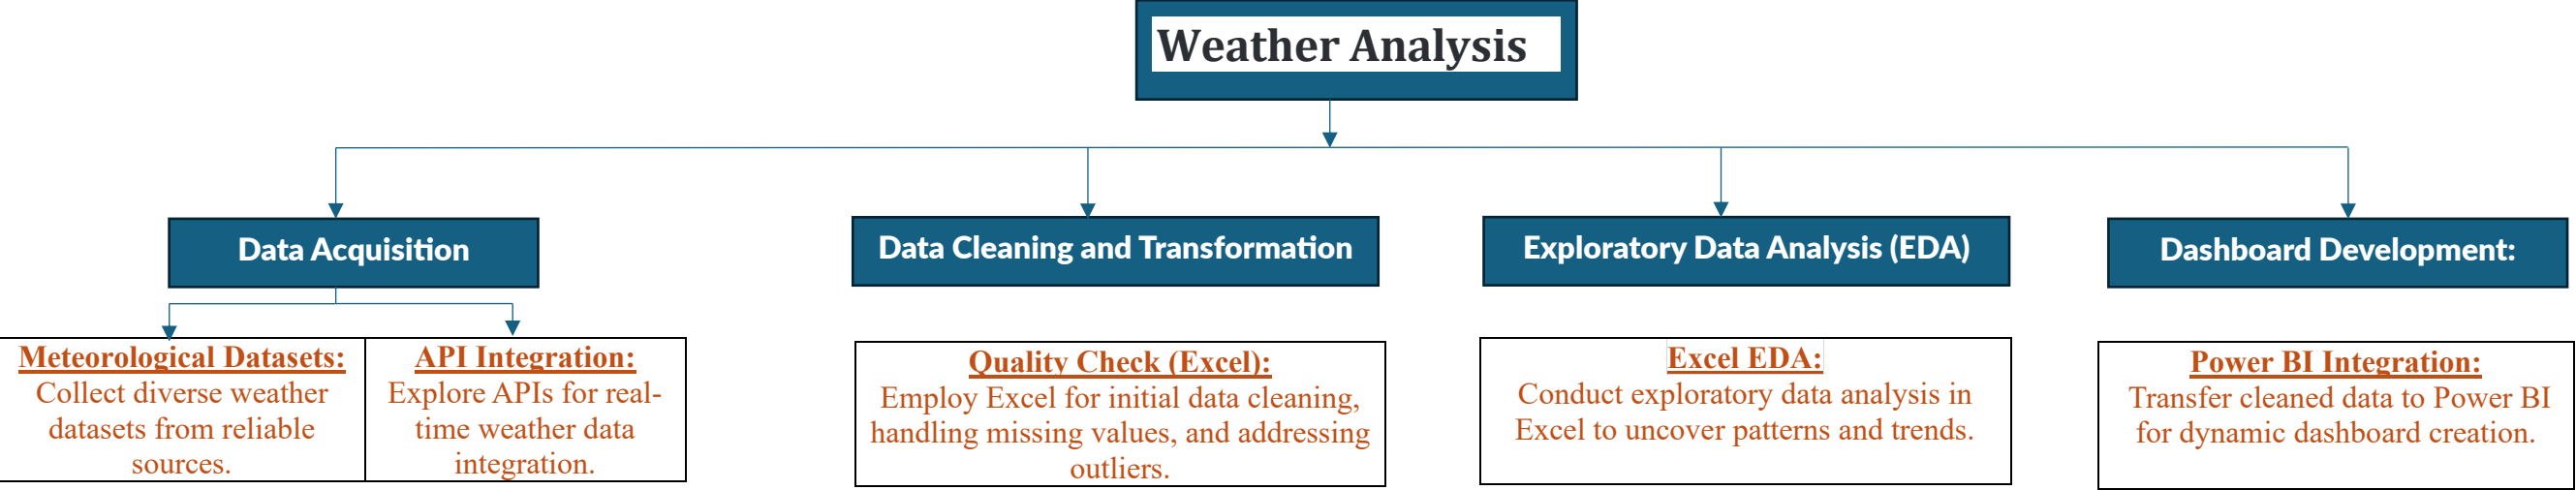 Weather Analysis
Data Acquisition
Data Cleaning and Transformation
Exploratory Data Analysis (EDA)
Dashboard Development:
Meteorological Datasets:
Collect diverse weather
datasets from reliable
sources.
API Integration:
Explore APIs for real-
time weather data
integration.
Quality Check (Excel):
Employ Excel for initial data cleaning,
handling missing values, and addressing
outliers.
Excel EDA:
Conduct exploratory data analysis in
Excel to uncover patterns and trends.
Power BI Integration:
Transfer cleaned data to Power BI
for dynamic dashboard creation.